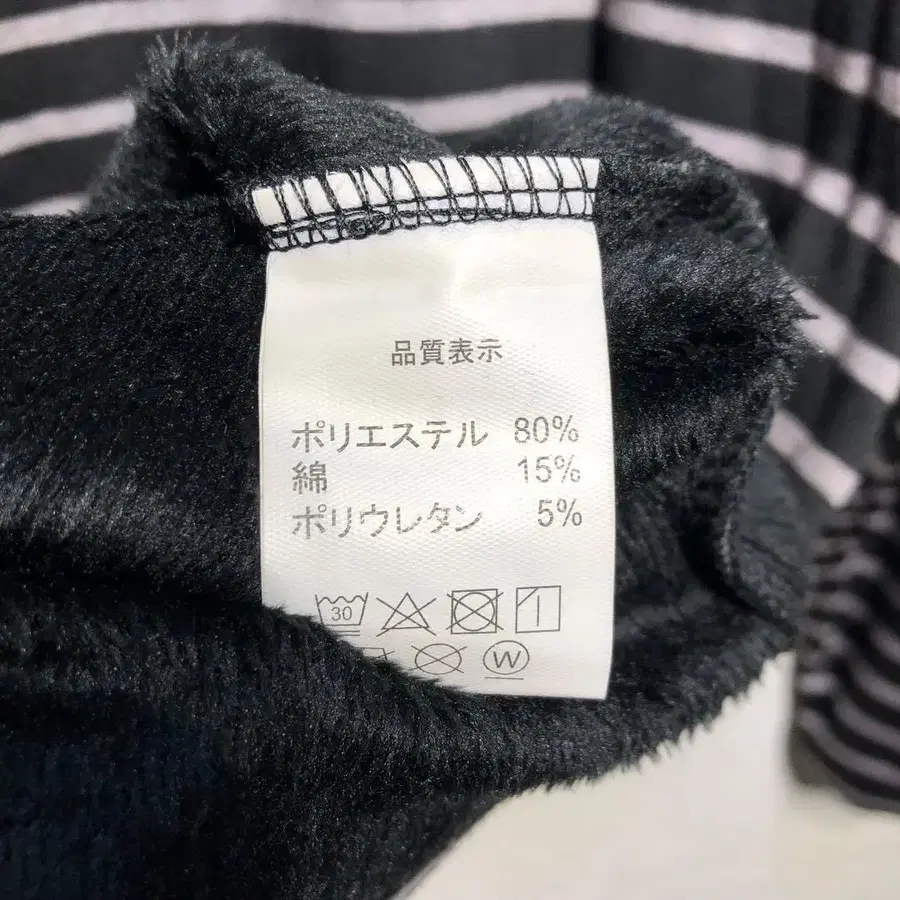 品質表示
ポリエステル 80%
綿 15%
ポリウレタン 5%
30
W